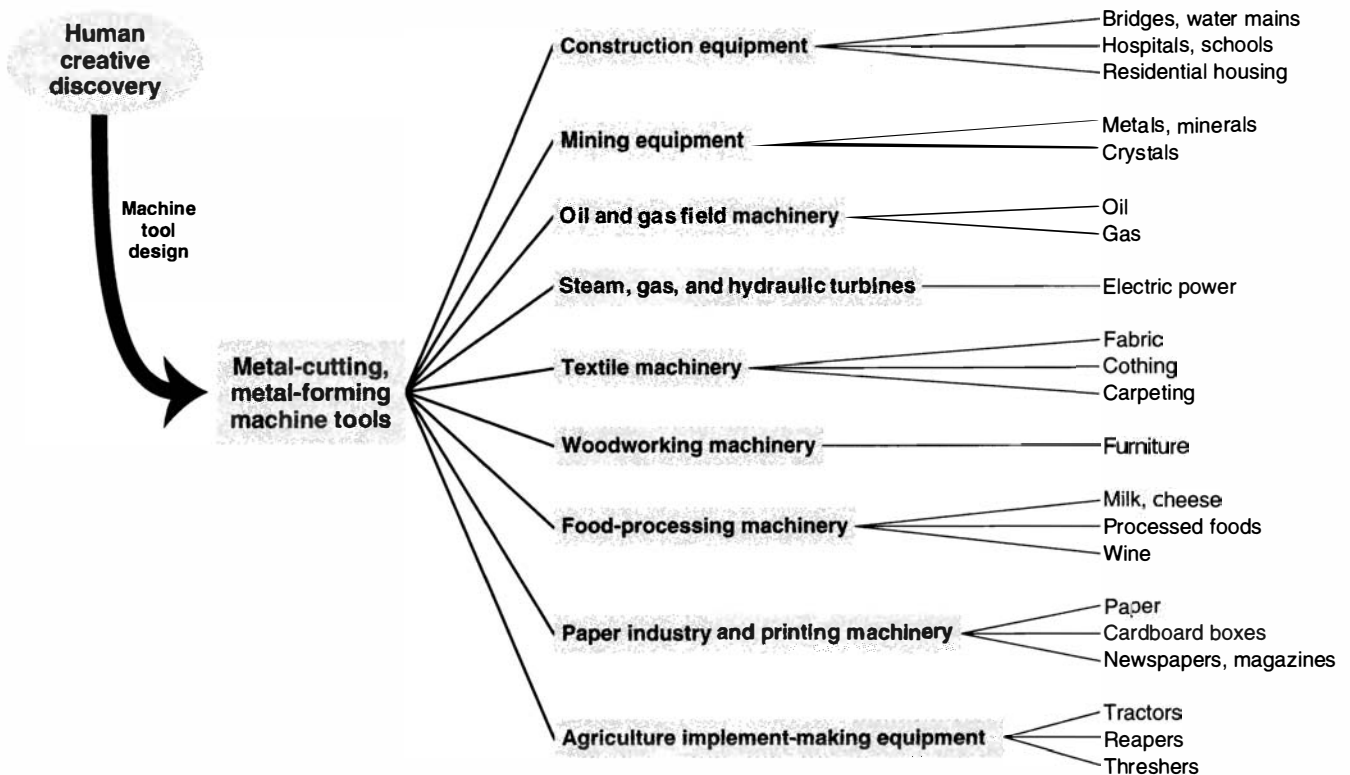 Human
creative
discovery
Machine
tool
design
Metal-cutting,
metal-forming
machine tools
Construction equipment
Bridges, water mains
Hospitals, schools
Residential housing
Mining equipment
Metals, minerals
Crystals
Oil and gas field machinery
Oil
Gas
Steam, gas, and hydraulic turbines
Electric power
Textile machinery
Fabric
Cothing
Carpeting
Woodworking machinery
Furniture
Food-processing machinery
Milk, cheese
Processed foods
Wine
Paper industry and printing machinery
Paper
Cardboard boxes
Newspapers, magazines
Agriculture implement-making equipment
Tractors
Reapers
Threshers